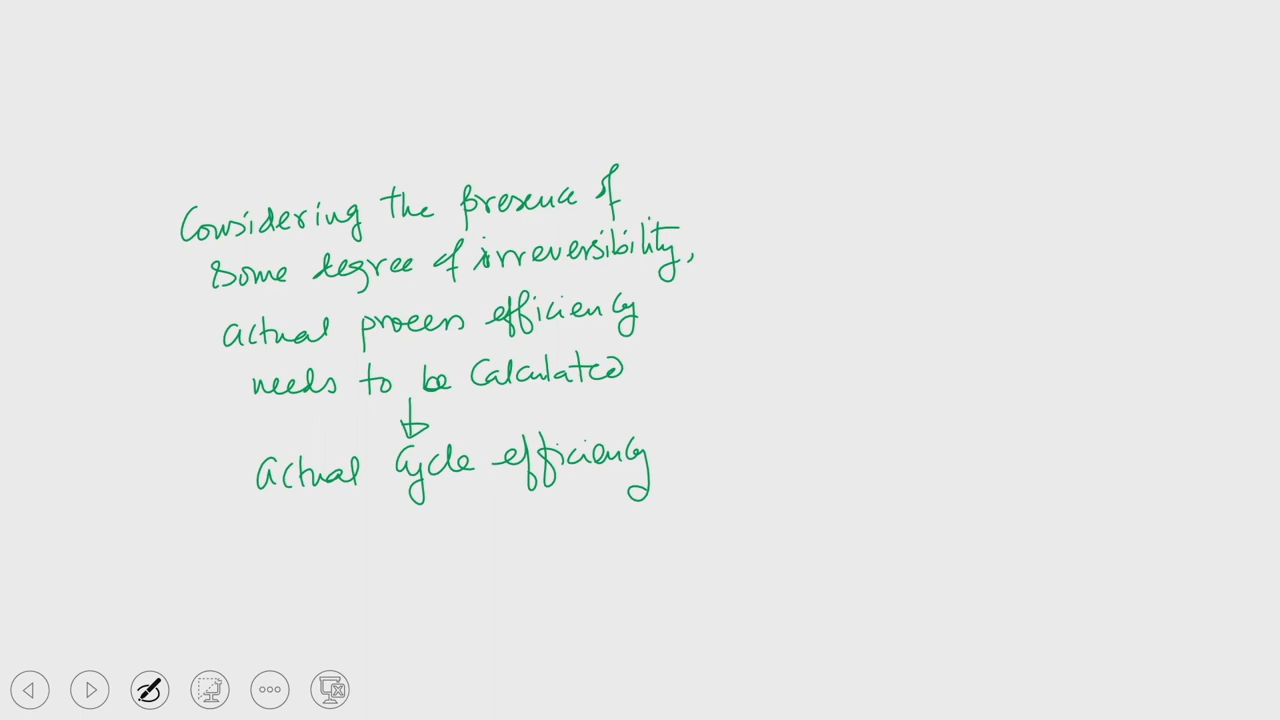 Considering the presence of
some degree of irreversibility,
actual process efficiency
needs to be calculated
↓
actual cycle efficiency